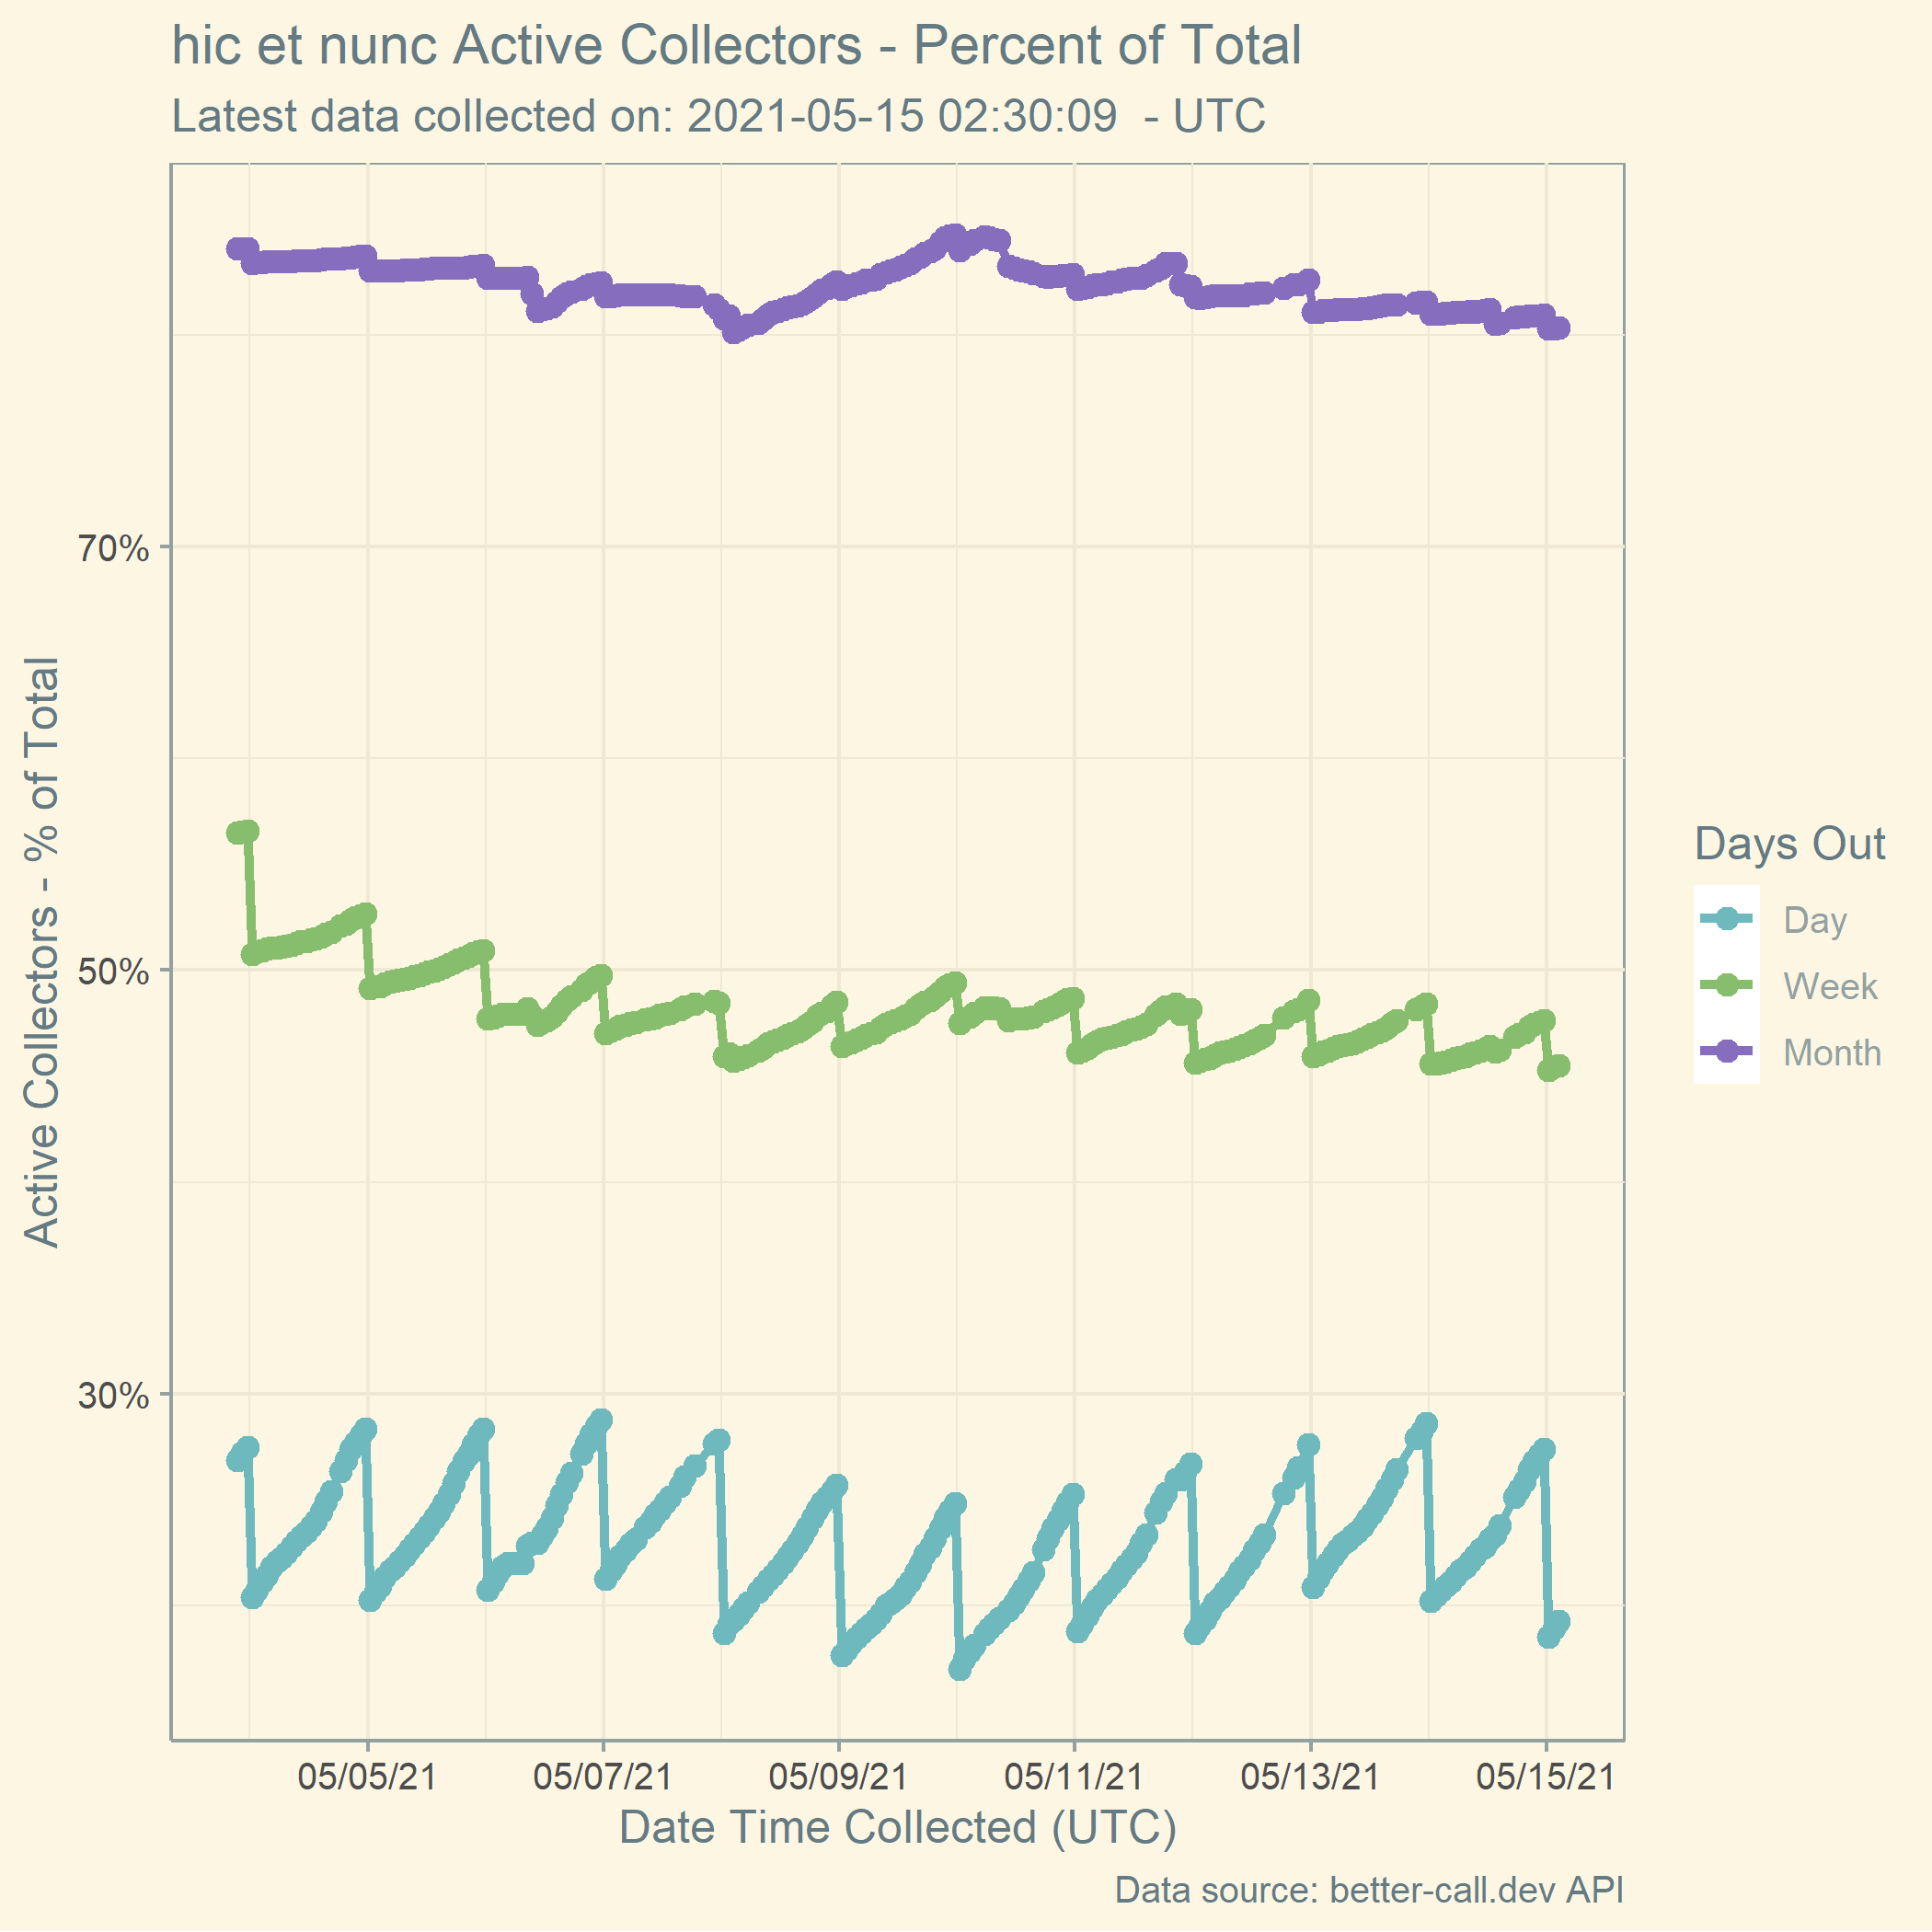 hic et nunc Active Collectors - Percent of Total
Latest data collected on: 2021-05-15 02:30:09  - UTC
Active Collectors - % of Total
70%
50%
30%
Days Out
Day
Week
Month
05/05/21
05/07/21
05/09/21
05/11/21
05/13/21
05/15/21
Date Time Collected (UTC)
Data source: better-call.dev API